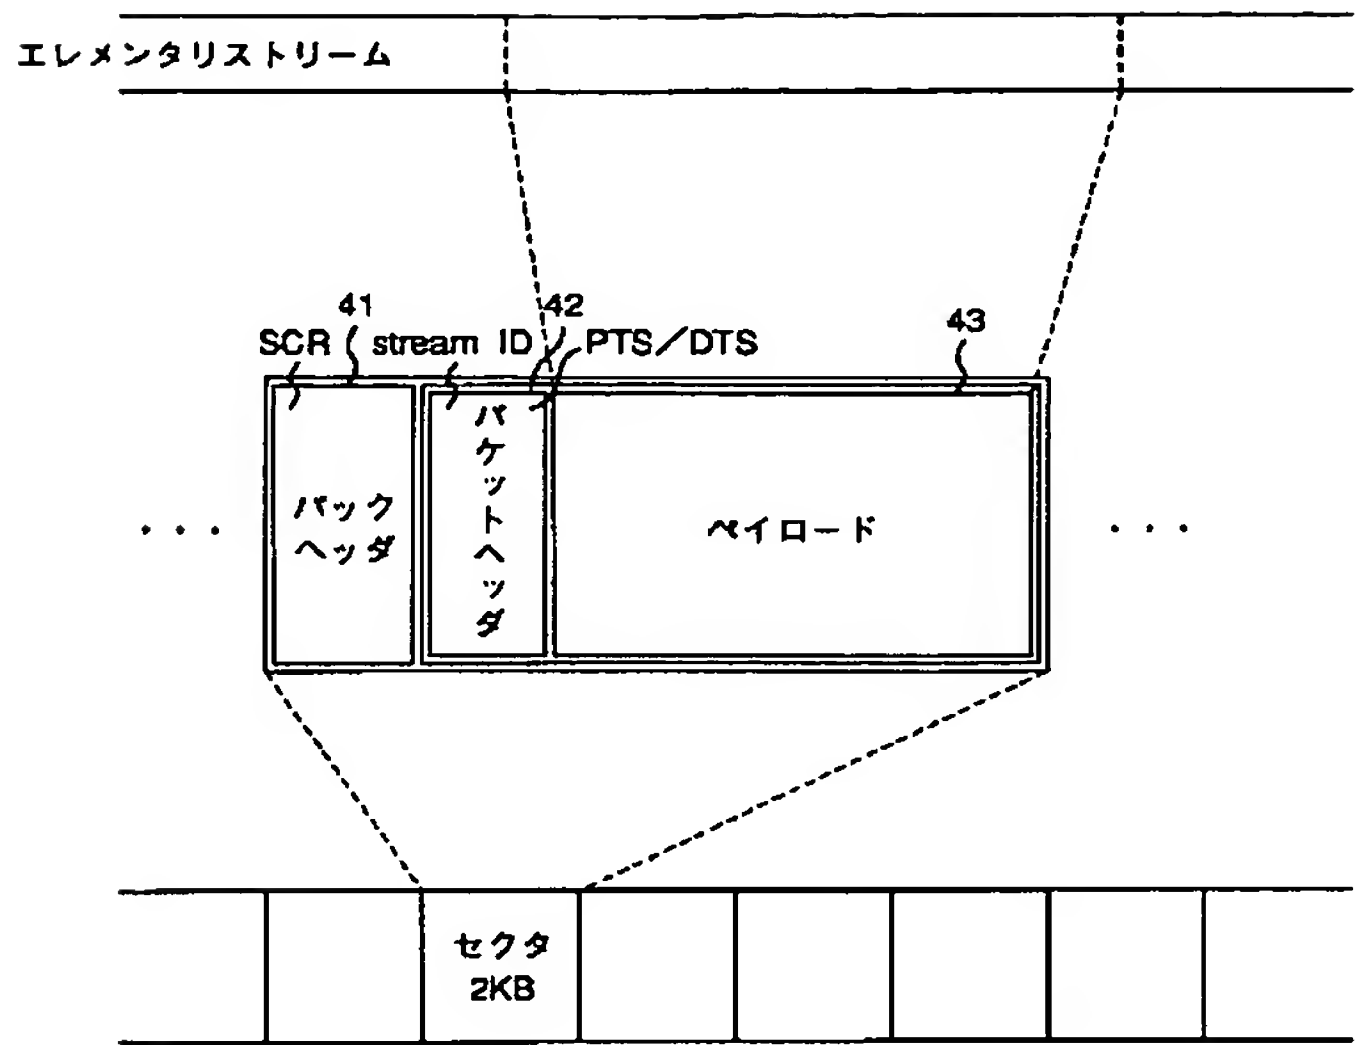 エレメンタリストリーム
41 42 43
SCR stream ID PTS／DTS
パック
ヘッダ
パケットヘッダ
ペイロード
・・・
・・・
セクタ
2KB